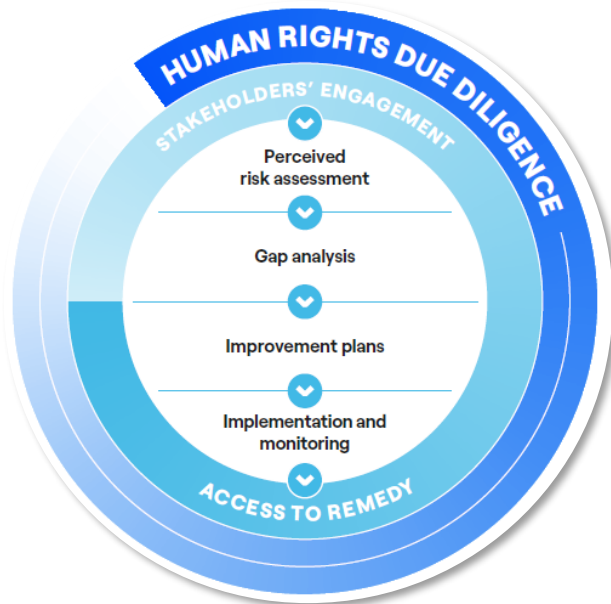 HUMAN RIGHTS DUE DILIGENCE
STAKEHOLDERS’ ENGAGEMENT
Perceived
risk assessment
Gap analysis
Improvement plans
Implementation and
monitoring
ACCESS TO REMEDY